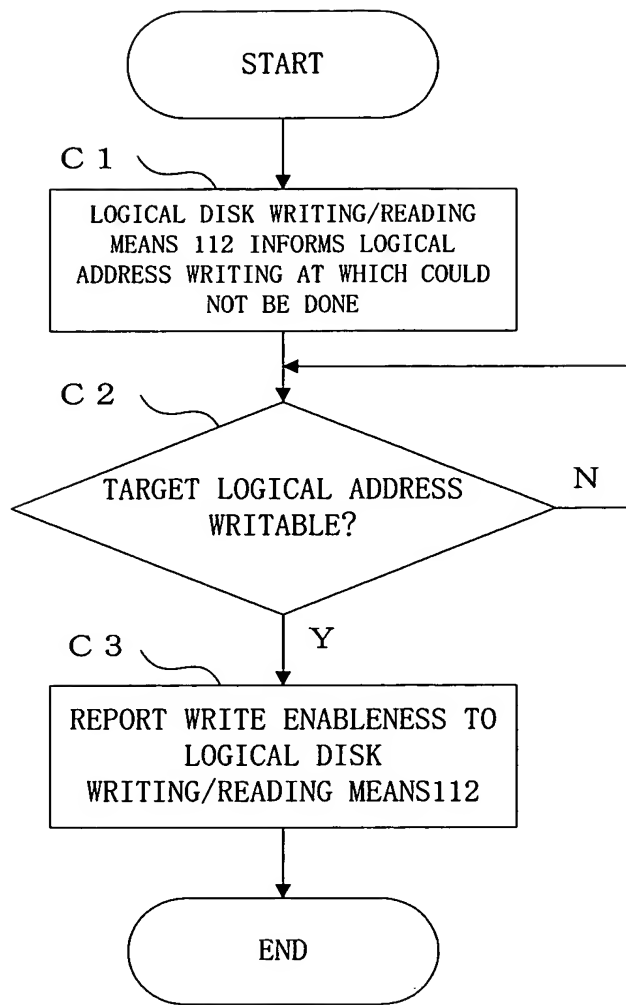 START
C 1
LOGICAL DISK WRITING/READING
MEANS 112 INFORMS LOGICAL
ADDRESS WRITING AT WHICH COULD
NOT BE DONE
C 2
TARGET LOGICAL ADDRESS
WRITABLE?
N
Y
C 3
REPORT WRITE ENABLENESS TO
LOGICAL DISK
WRITING/READING MEANS112
END